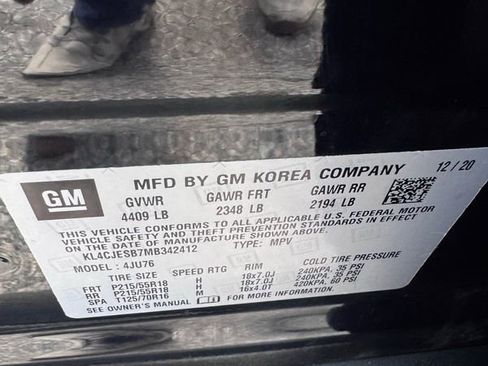 GM
MFD BY GM KOREA COMPANY 12/20
GVWR GAWR FRT GAWR RR
4409 LB 2348 LB 2194 LB
THIS VEHICLE CONFORMS TO ALL APPLICABLE U.S. FEDERAL MOTOR
VEHICLE SAFETY AND THEFT PREVENTION STANDARDS IN EFFECT
ON THE DATE OF MANUFACTURE SHOWN ABOVE.
KL4CJESB7MB342412 TYPE: MPV
MODEL : 4JU76
TIRE SIZE SPEED RTG RIM COLD TIRE PRESSURE
FRT P215/55R18 H 18x7.0J 240KPA, 35 PSI
RR P215/55R18 H 18x7.0J 240KPA, 35 PSI
SPA T125/70R16 M 16x4.0T 420KPA, 60 PSI
SEE OWNER'S MANUAL FOR ADDITIONAL INFORMATION